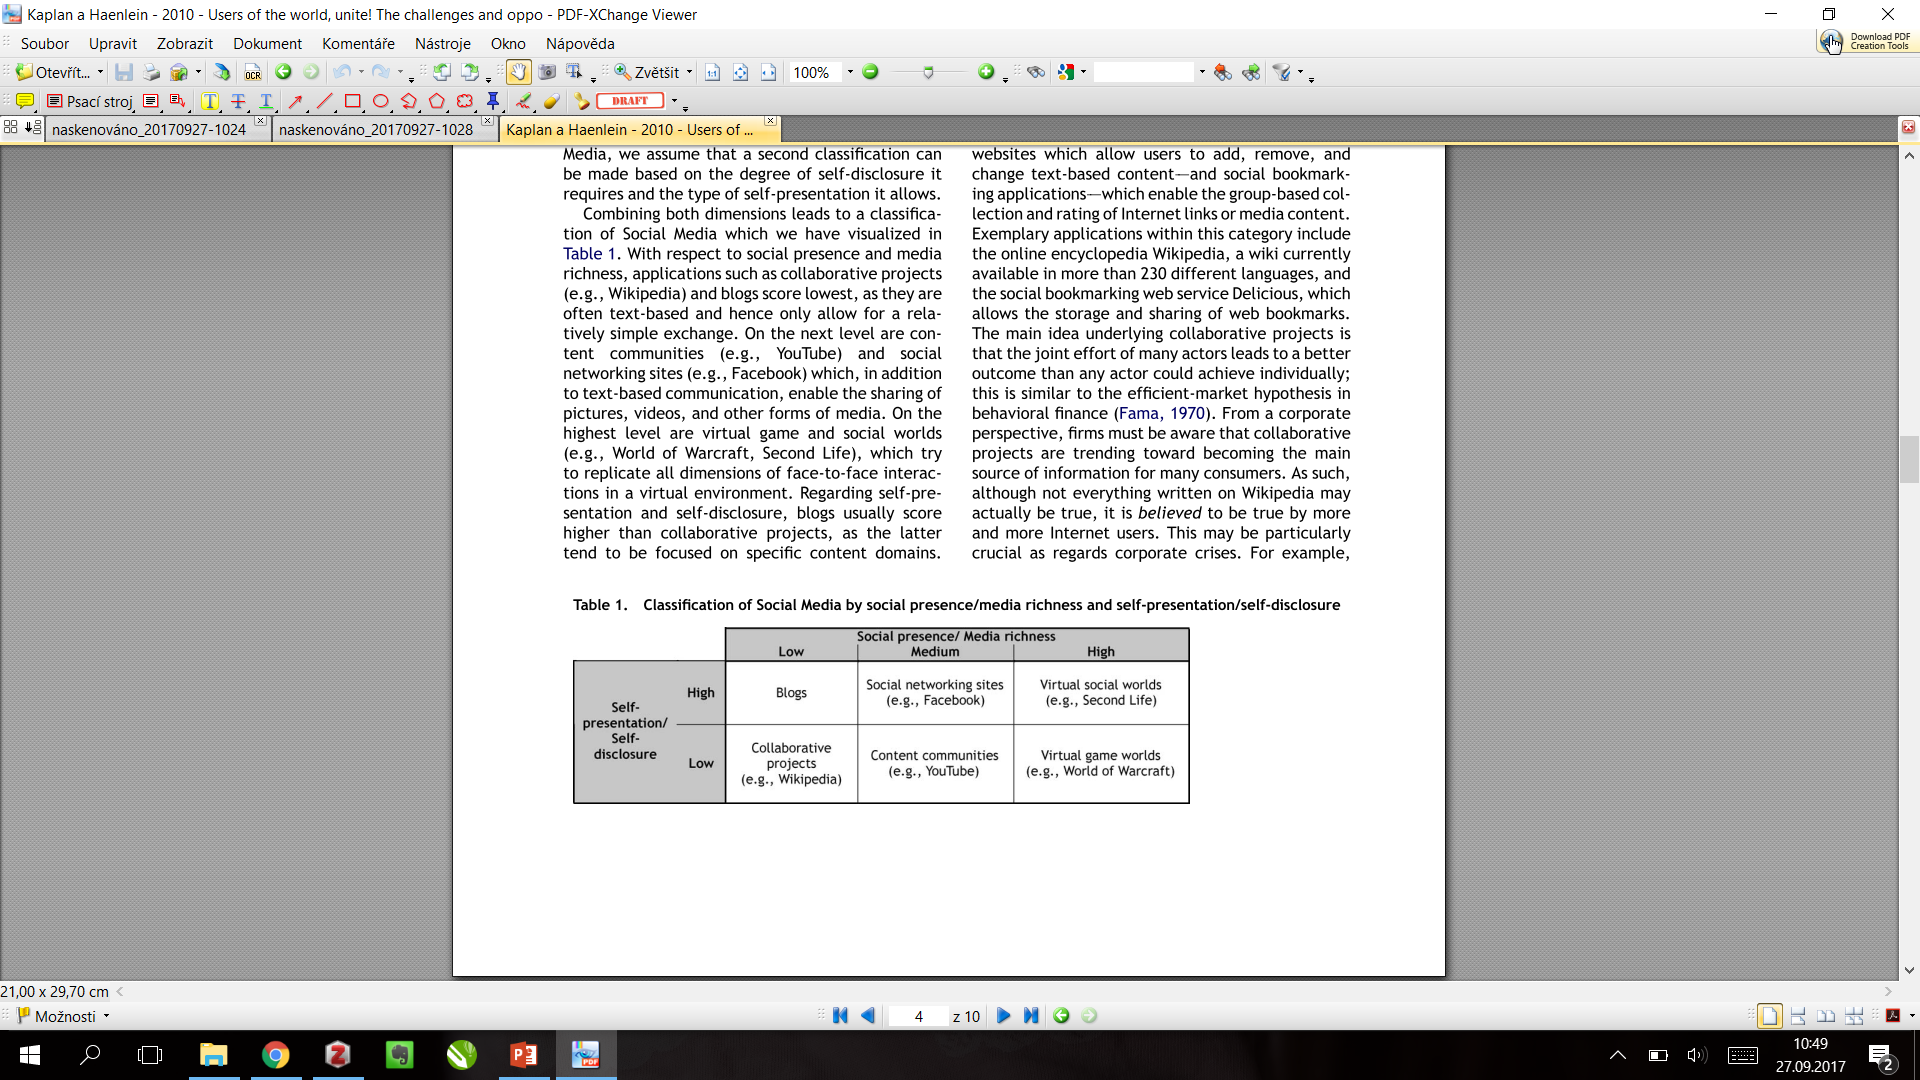 Kaplan a Haenlein - 2010 - Users of the world, unite! The challenges and oppo - PDF-XChange Viewer
Soubor Upravit Zobrazit Dokument Komentáře Nástroje Okno Nápověda
Download PDF
Creation Tools
Otevřít... OCR Zvětšit 1:1 100%
Psací stroj T T T DRAFT
naskenováno_20170927-1024 naskenováno_20170927-1028 Kaplan a Haenlein - 2010 - Users of ...
Media, we assume that a second classification can
be made based on the degree of self-disclosure it
requires and the type of self-presentation it allows.
Combining both dimensions leads to a classifica-
tion of Social Media which we have visualized in
Table 1. With respect to social presence and media
richness, applications such as collaborative projects
(e.g., Wikipedia) and blogs score lowest, as they are
often text-based and hence only allow for a rela-
tively simple exchange. On the next level are con-
tent communities (e.g., YouTube) and social
networking sites (e.g., Facebook) which, in addition
to text-based communication, enable the sharing of
pictures, videos, and other forms of media. On the
highest level are virtual game and social worlds
(e.g., World of Warcraft, Second Life), which try
to replicate all dimensions of face-to-face interac-
tions in a virtual environment. Regarding self-pre-
sentation and self-disclosure, blogs usually score
higher than collaborative projects, as the latter
tend to be focused on specific content domains.
websites which allow users to add, remove, and
change text-based content—and social bookmark-
ing applications—which enable the group-based col-
lection and rating of Internet links or media content.
Exemplary applications within this category include
the online encyclopedia Wikipedia, a wiki currently
available in more than 230 different languages, and
the social bookmarking web service Delicious, which
allows the storage and sharing of web bookmarks.
The main idea underlying collaborative projects is
that the joint effort of many actors leads to a better
outcome than any actor could achieve individually;
this is similar to the efficient-market hypothesis in
behavioral finance (Fama, 1970). From a corporate
perspective, firms must be aware that collaborative
projects are trending toward becoming the main
source of information for many consumers. As such,
although not everything written on Wikipedia may
actually be true, it is believed to be true by more
and more Internet users. This may be particularly
crucial as regards corporate crises. For example,
Table 1. Classification of Social Media by social presence/media richness and self-presentation/self-disclosure
Social presence/ Media richness
Low Medium High
Self-
presentation/
Self-
disclosure
High
Blogs
Social networking sites
(e.g., Facebook)
Virtual social worlds
(e.g., Second Life)
Low
Collaborative
projects
(e.g., Wikipedia)
Content communities
(e.g., YouTube)
Virtual game worlds
(e.g., World of Warcraft)
21,00 x 29,70 cm
Možnosti 4 z 10
10:49
27.09.2017
2